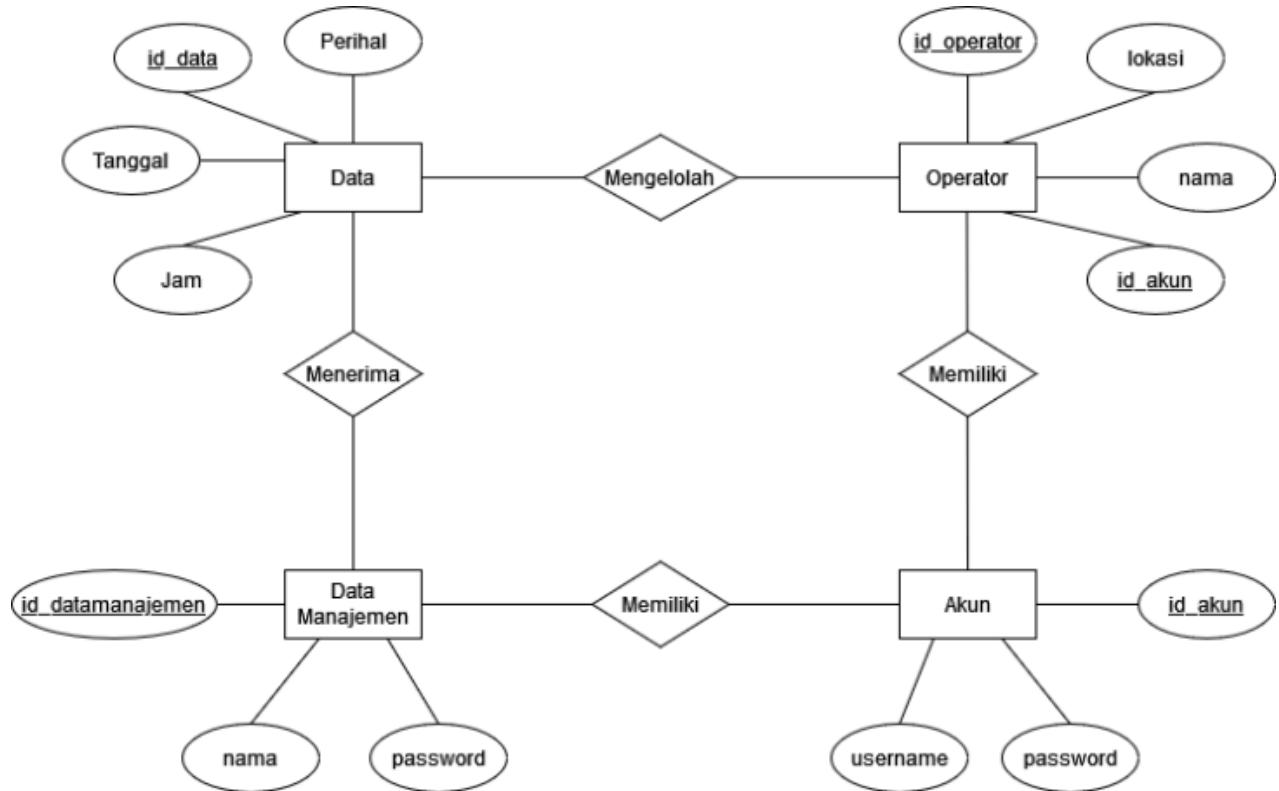 Perihal
id_operator
id_data
lokasi
Tanggal
Data
Mengelolah
Operator
nama
Jam
id_akun
Menerima
Memiliki
id_datamanajemen
Data
Manajemen
Memiliki
Akun
id_akun
nama
password
username
password